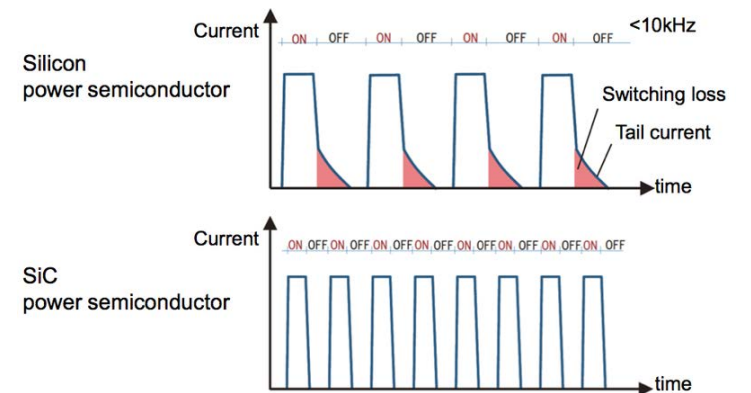 Current
ON OFF ON OFF ON OFF ON OFF
<10kHz
Silicon
power semiconductor
Switching loss
Tail current
time
Current
ON OFF ON OFF ON OFF ON OFF ON OFF ON OFF ON OFF ON OFF
SiC
power semiconductor
time